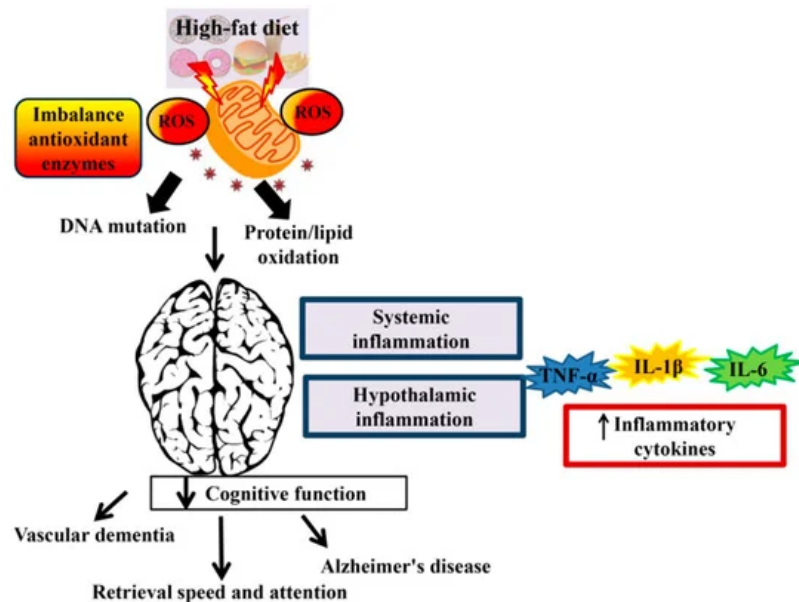 High-fat diet
Imbalance
antioxidant
enzymes
ROS
ROS
DNA mutation
Protein/lipid
oxidation
Systemic
inflammation
Hypothalamic
inflammation
TNF-α
IL-1β
IL-6
↑ Inflammatory
cytokines
↓ Cognitive function
Vascular dementia
Alzheimer's disease
Retrieval speed and attention